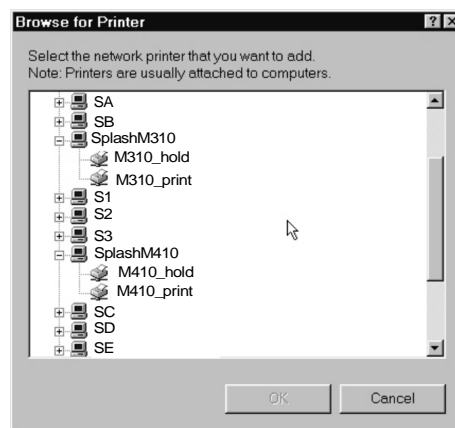 Browse for Printer
Select the network printer that you want to add.
Note: Printers are usually attached to computers.
SA
SB
SplashM310
M310_hold
M310_print
S1
S2
S3
SplashM410
M410_hold
M410_print
SC
SD
SE
OK
Cancel